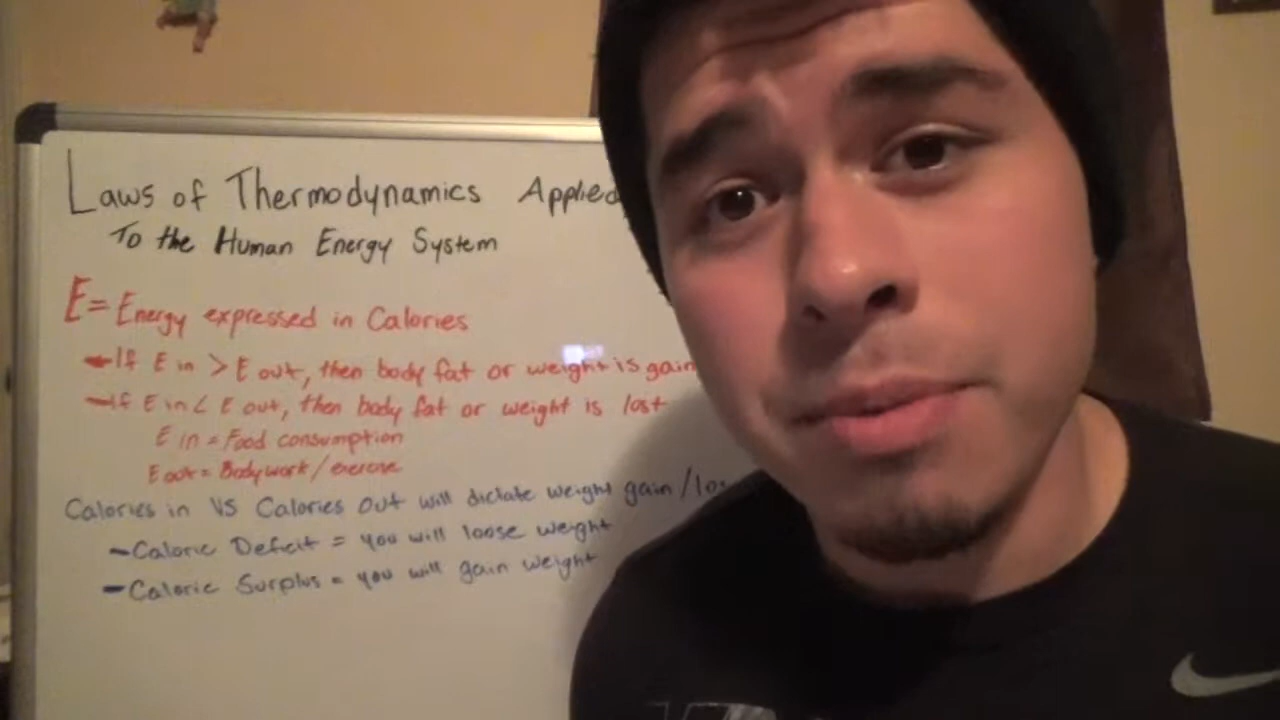 Laws of Thermodynamics Applied
To the Human Energy System
E= Energy expressed in Calories
- If E in > E out, then body fat or weight is gain
- If E in < E out, then body fat or weight is lost
E in = Food consumption
E out = Bodywork/exercise
Calories in VS Calories Out will dictate weight gain/lo
- Caloric Deficit = you will loose weight
- Caloric Surplus = you will gain weight